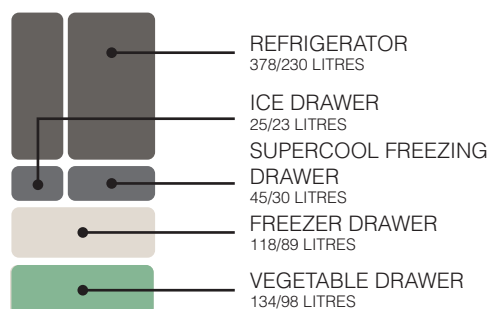 REFRIGERATOR
378/230 LITRES
ICE DRAWER
25/23 LITRES
SUPERCOOL FREEZING
DRAWER
45/30 LITRES
FREEZER DRAWER
118/89 LITRES
VEGETABLE DRAWER
134/98 LITRES